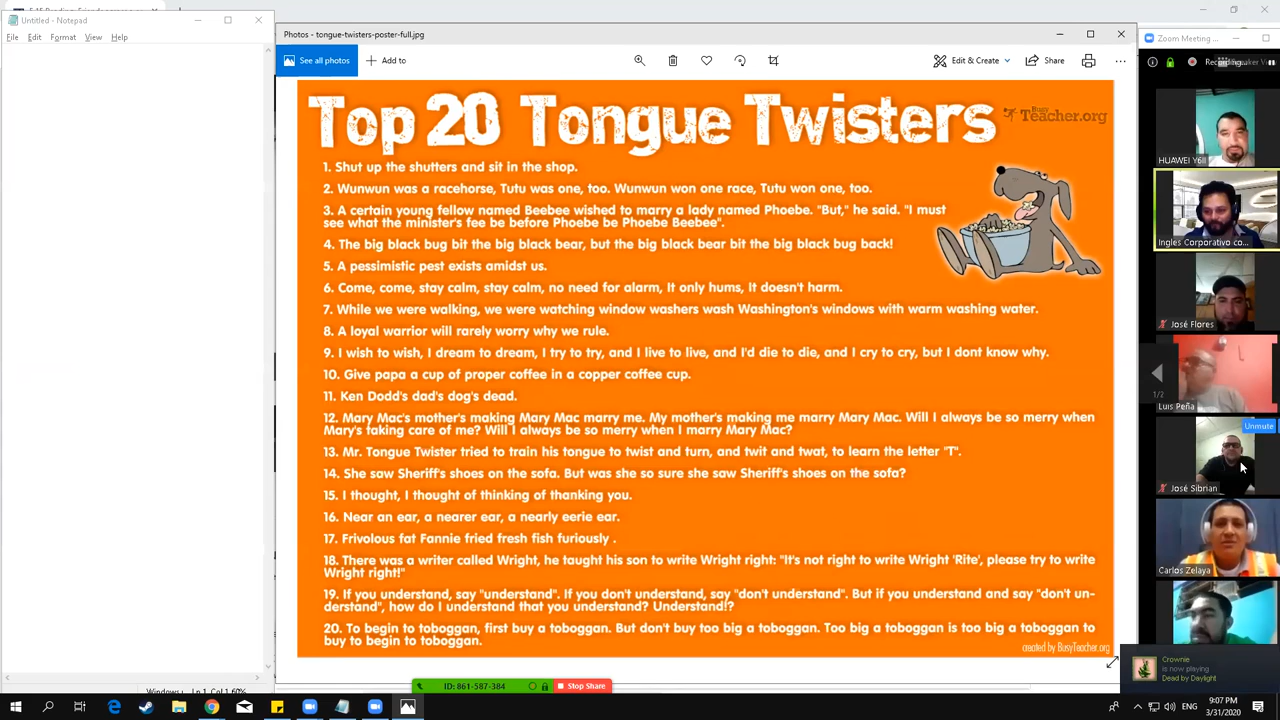 Untitled - Notepad
File Edit Format View Help
Photos - tongue-twisters-poster-full.jpg
See all photos
Add to
Edit & Create
Share
Top 20 Tongue Twisters
Busy
Teacher.org
1. Shut up the shutters and sit in the shop.
2. Wunwun was a racehorse, Tutu was one, too. Wunwun won one race, Tutu won one, too.
3. A certain young fellow named Beebee wished to marry a lady named Phoebe. "But," he said. "I must
see what the minister's fee be before Phoebe be Phoebe Beebee".
4. The big black bug bit the big black bear, but the big black bear bit the big black bug back!
5. A pessimistic pest exists amidst us.
6. Come, come, stay calm, stay calm, no need for alarm, It only hums, it doesn't harm.
7. While we were walking, we were watching window washers wash Washington's windows with warm washing water.
8. A loyal warrior will rarely worry why we rule.
9. I wish to wish, I dream to dream, I try to try, and I live to live, and I'd die to die, and I cry to cry, but I dont know why.
10. Give papa a cup of proper coffee in a copper coffee cup.
11. Ken Dodd's dad's dog's dead.
12. Mary Mac's mother's making Mary Mac marry me. My mother's making me marry Mary Mac. Will I always be so merry when
Mary's taking care of me? Will I always be so merry when I marry Mary Mac?
13. Mr. Tongue Twister tried to train his tongue to twist and turn, and twit and twat, to learn the letter "T".
14. She saw Sheriff's shoes on the sofa. But was she so sure she saw Sheriff's shoes on the sofa?
15. I thought, I thought of thinking of thanking you.
16. Near an ear, a nearer ear, a nearly eerie ear.
17. Frivolous fat Fannie fried fresh fish furiously .
18. There was a writer called Wright, he taught his son to write Wright right: "It's not right to write Wright 'Rite', please try to write
Wright right!"
19. If you understand, say "understand". If you don't understand, say "don't understand". But if you understand and say "don't un-
derstand", how do I understand that you understand? Understand!?
20. To begin to toboggan, first buy a toboggan. But don't buy too big a toboggan. Too big a toboggan is too big a toboggan to
buy to begin to toboggan.
created by BusyTeacher.org
Zoom Meeting ...
Recording...
HUAWEI Y6II
Ingles Corporativo co...
José Flores
1/2
Luis Peña
Unmute
José Sibrian
Carlos Zelaya
Crownie
is now playing
Dead by Daylight
ID: 861-587-384
Stop Share
ENG
9:07 PM
3/31/2020